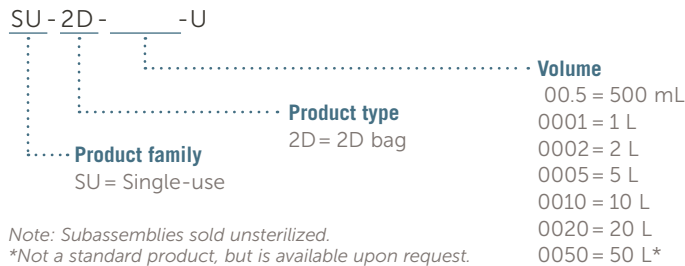 SU - 2D - ______ -U
Volume
00.5 = 500 mL
0001 = 1 L
0002 = 2 L
0005 = 5 L
0010 = 10 L
0020 = 20 L
0050 = 50 L*
Product type
2D = 2D bag
Product family
SU = Single-use
Note: Subassemblies sold unsterilized.
*Not a standard product, but is available upon request.